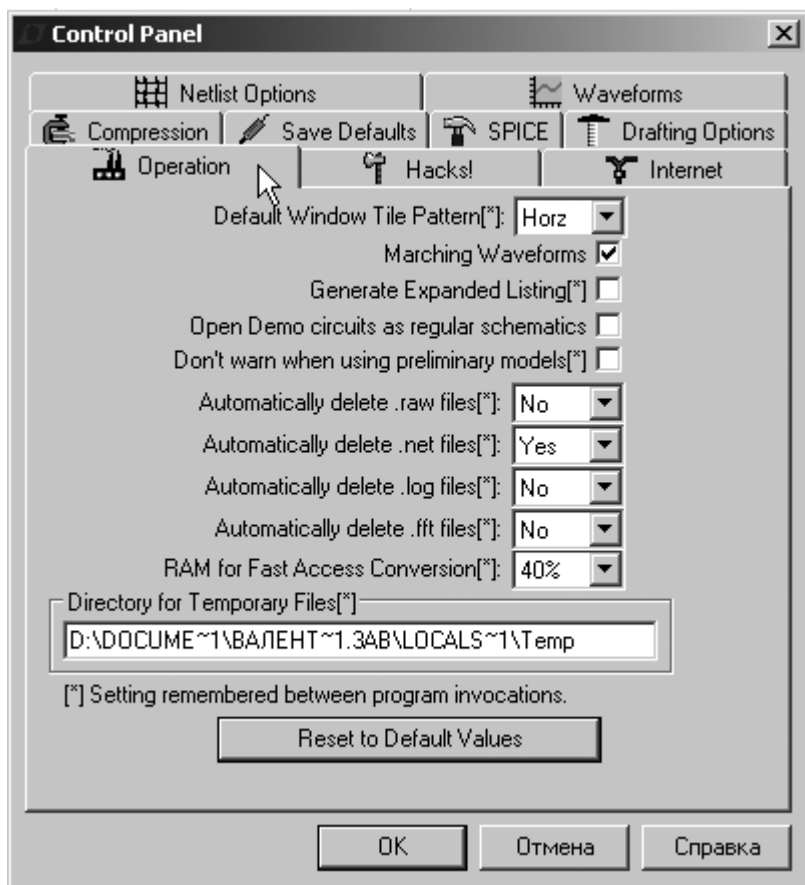 Control Panel
Netlist Options Waveforms
Compression Save Defaults SPICE Drafting Options
Operation Hacks! Internet
Default Window Tile Pattern[*]: Horz
Marching Waveforms
Generate Expanded Listing[*]
Open Demo circuits as regular schematics
Don't warn when using preliminary models[*]
Automatically delete .raw files[*]: No
Automatically delete .net files[*]: Yes
Automatically delete .log files[*]: No
Automatically delete .fft files[*]: No
RAM for Fast Access Conversion[*]: 40%
Directory for Temporary Files[*]
D:\DOCUME~1\ВАЛЕНТ~1.ЗАВ\LOCALS~1\Temp
[*] Setting remembered between program invocations.
Reset to Default Values
OK Отмена Справка